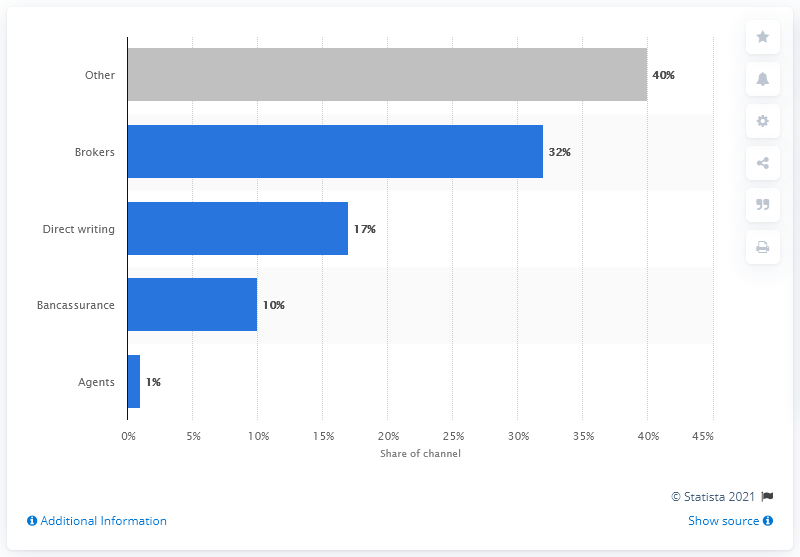 Other 40%
Brokers 32%
Direct writing 17%
Bancassurance 10%
Agents 1%
0% 5% 10% 15% 20% 25% 30% 35% 40% 45%
Share of channel
© Statista 2021
Additional Information Show source